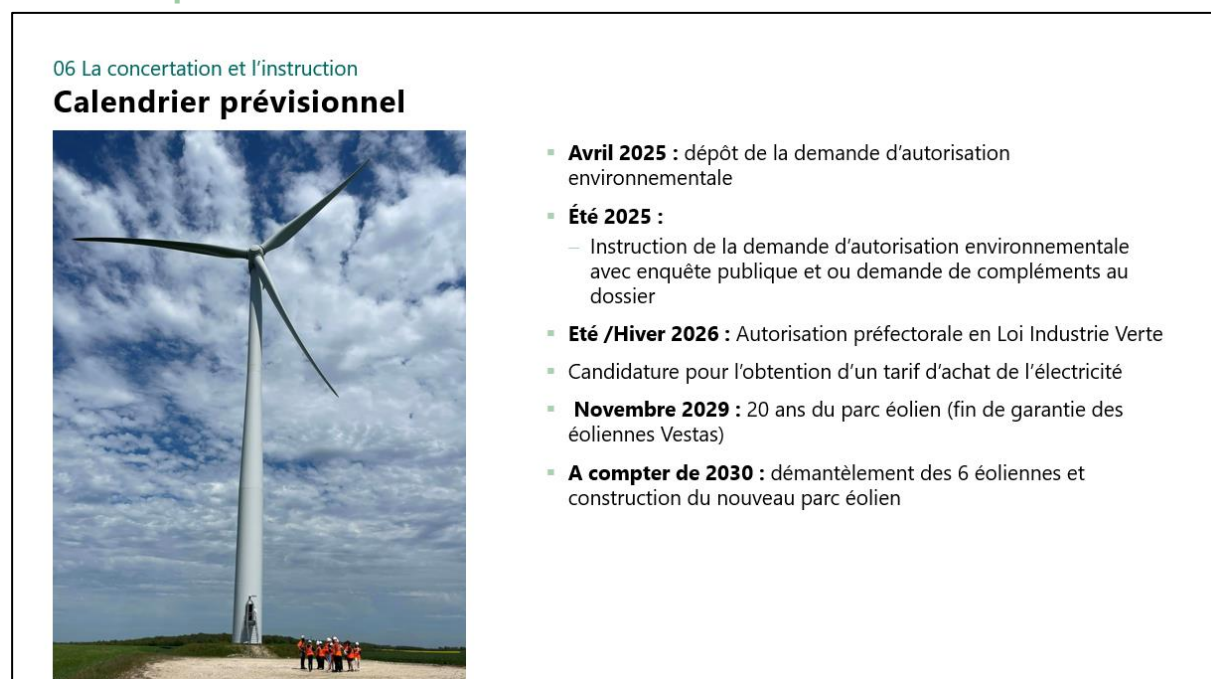 06 La concertation et l’instruction
Calendrier prévisionnel
▪ Avril 2025 : dépôt de la demande d’autorisation
environnementale
▪ Été 2025 :
– Instruction de la demande d’autorisation environnementale
avec enquête publique et ou demande de compléments au
dossier
▪ Eté /Hiver 2026 : Autorisation préfectorale en Loi Industrie Verte
▪ Candidature pour l’obtention d’un tarif d’achat de l’électricité
▪ Novembre 2029 : 20 ans du parc éolien (fin de garantie des
éoliennes Vestas)
▪ A compter de 2030 : démantèlement des 6 éoliennes et
construction du nouveau parc éolien